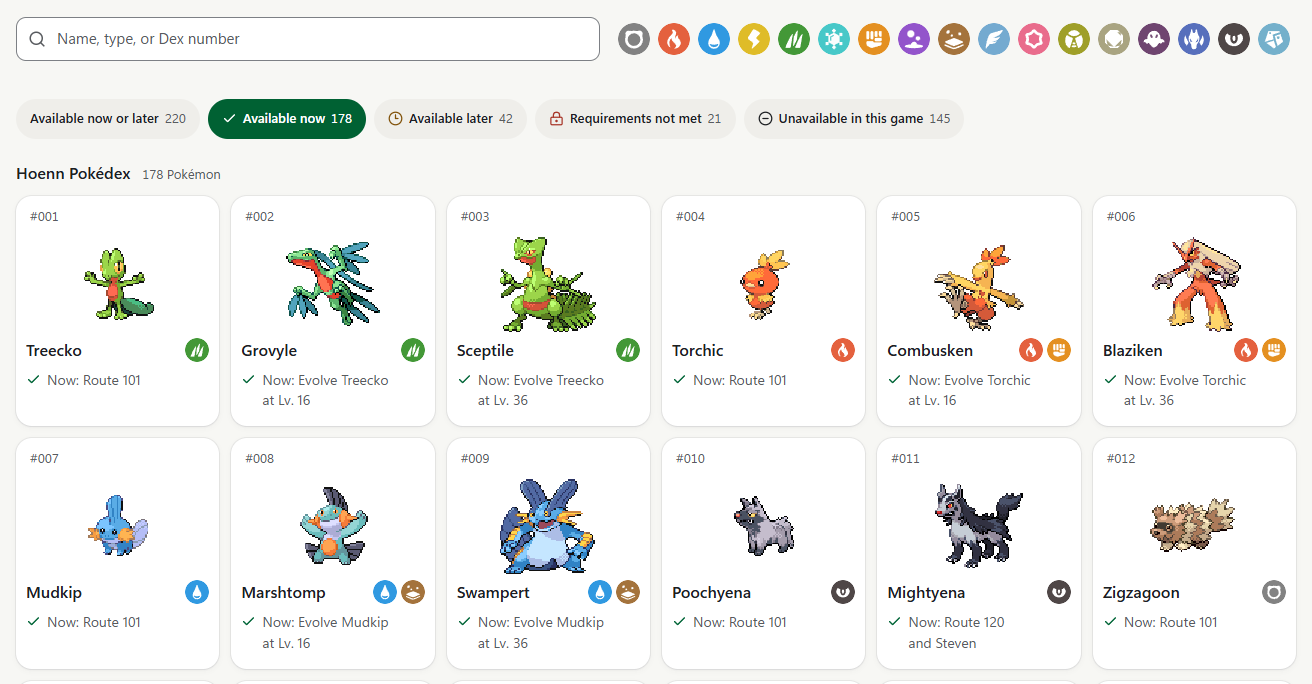 Name, type, or Dex number
Available now or later 220
Available now 178
Available later 42
Requirements not met 21
Unavailable in this game 145
Hoenn Pokédex 178 Pokémon
#001
Treecko
Now: Route 101
#002
Grovyle
Now: Evolve Treecko
at Lv. 16
#003
Sceptile
Now: Evolve Treecko
at Lv. 36
#004
Torchic
Now: Route 101
#005
Combusken
Now: Evolve Torchic
at Lv. 16
#006
Blaziken
Now: Evolve Torchic
at Lv. 36
#007
Mudkip
Now: Route 101
#008
Marshtomp
Now: Evolve Mudkip
at Lv. 16
#009
Swampert
Now: Evolve Mudkip
at Lv. 36
#010
Poochyena
Now: Route 101
#011
Mightyena
Now: Route 120
and Steven
#012
Zigzagoon
Now: Route 101